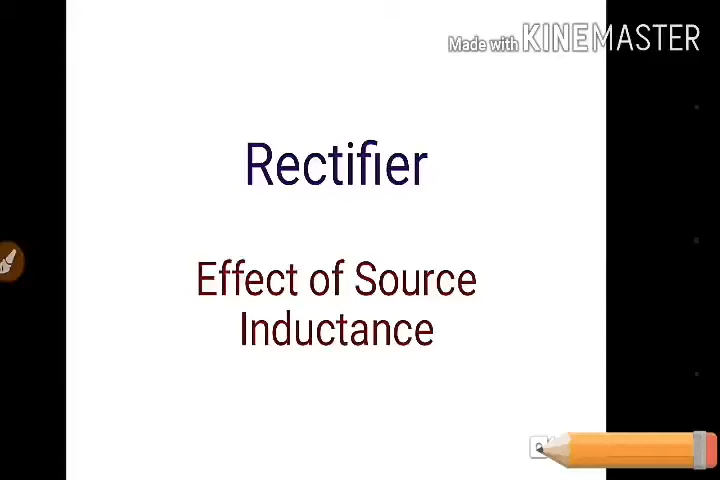 Made with KINEMASTER
Rectifier
Effect of Source
Inductance